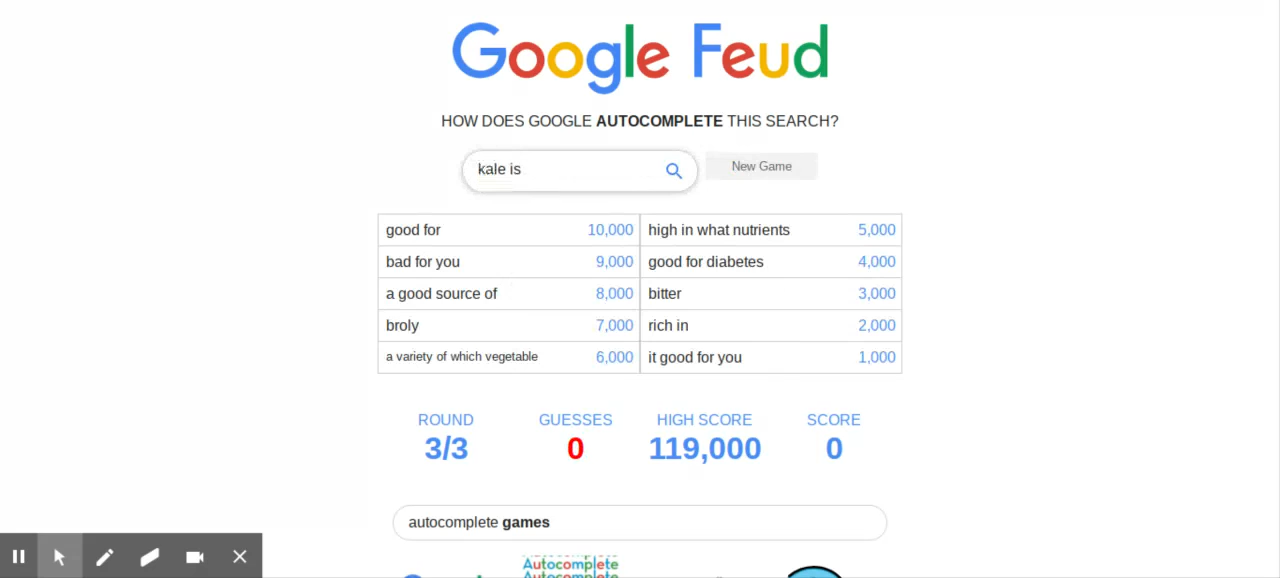 Google Feud
HOW DOES GOOGLE AUTOCOMPLETE THIS SEARCH?
kale is
New Game
good for 10,000 high in what nutrients 5,000
bad for you 9,000 good for diabetes 4,000
a good source of 8,000 bitter 3,000
broly 7,000 rich in 2,000
a variety of which vegetable 6,000 it good for you 1,000
ROUND GUESSES HIGH SCORE SCORE
3/3 0 119,000 0
autocomplete games
Autocomplete
Autocomplete